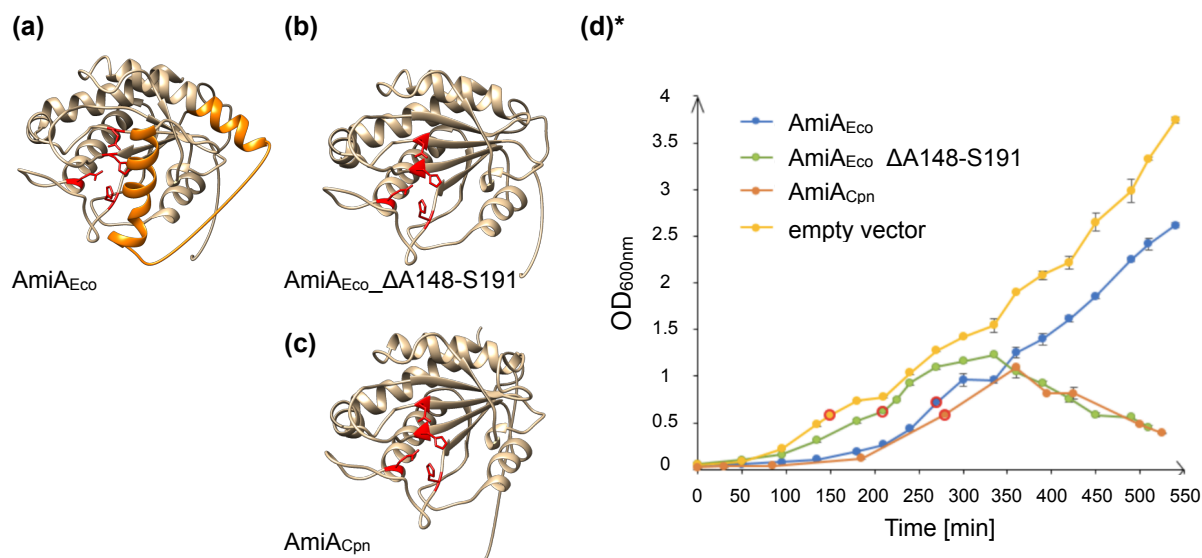 (a)
AmiAEco
(b)
AmiAEco_ΔA148-S191
(c)
AmiACpn
(d)*
AmiAEco
AmiAEco ΔA148-S191
AmiACpn
empty vector
OD600nm
4
3.5
3
2.5
2
1.5
1
0.5
0
0 50 100 150 200 250 300 350 400 450 500 550
Time [min]